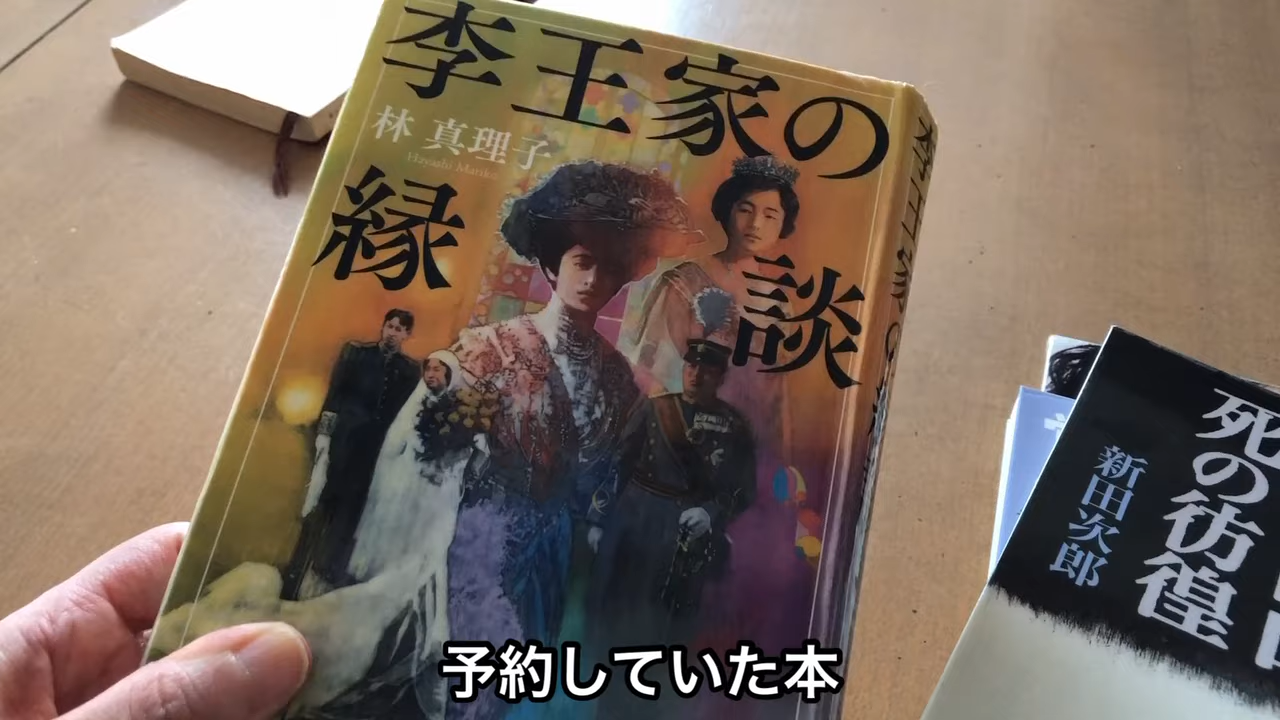 李王家の
縁談
林 真理子
Hayashi Mariko
死の彷徨
新田次郎
予約していた本